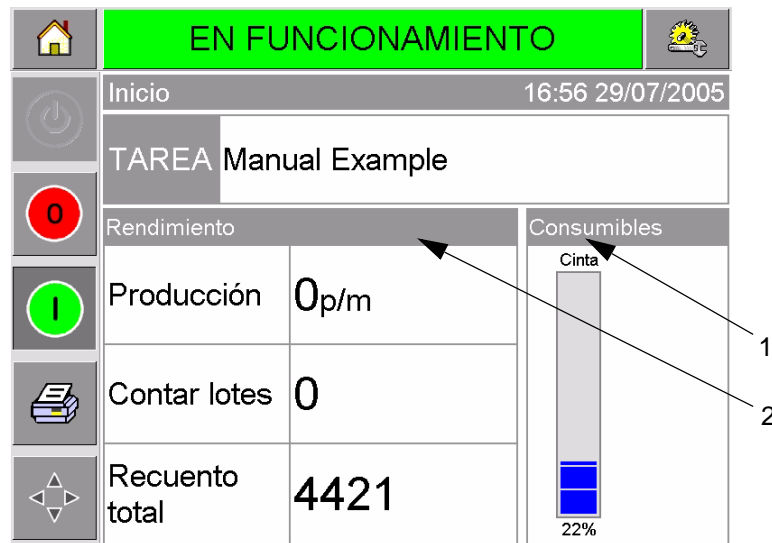 EN FUNCIONAMIENTO
Inicio 16:56 29/07/2005
TAREA Manual Example
0
Rendimiento Consumibles
Cinta
Producción 0p/m
I
1
Contar lotes 0
2
Recuento
total 4421
22%